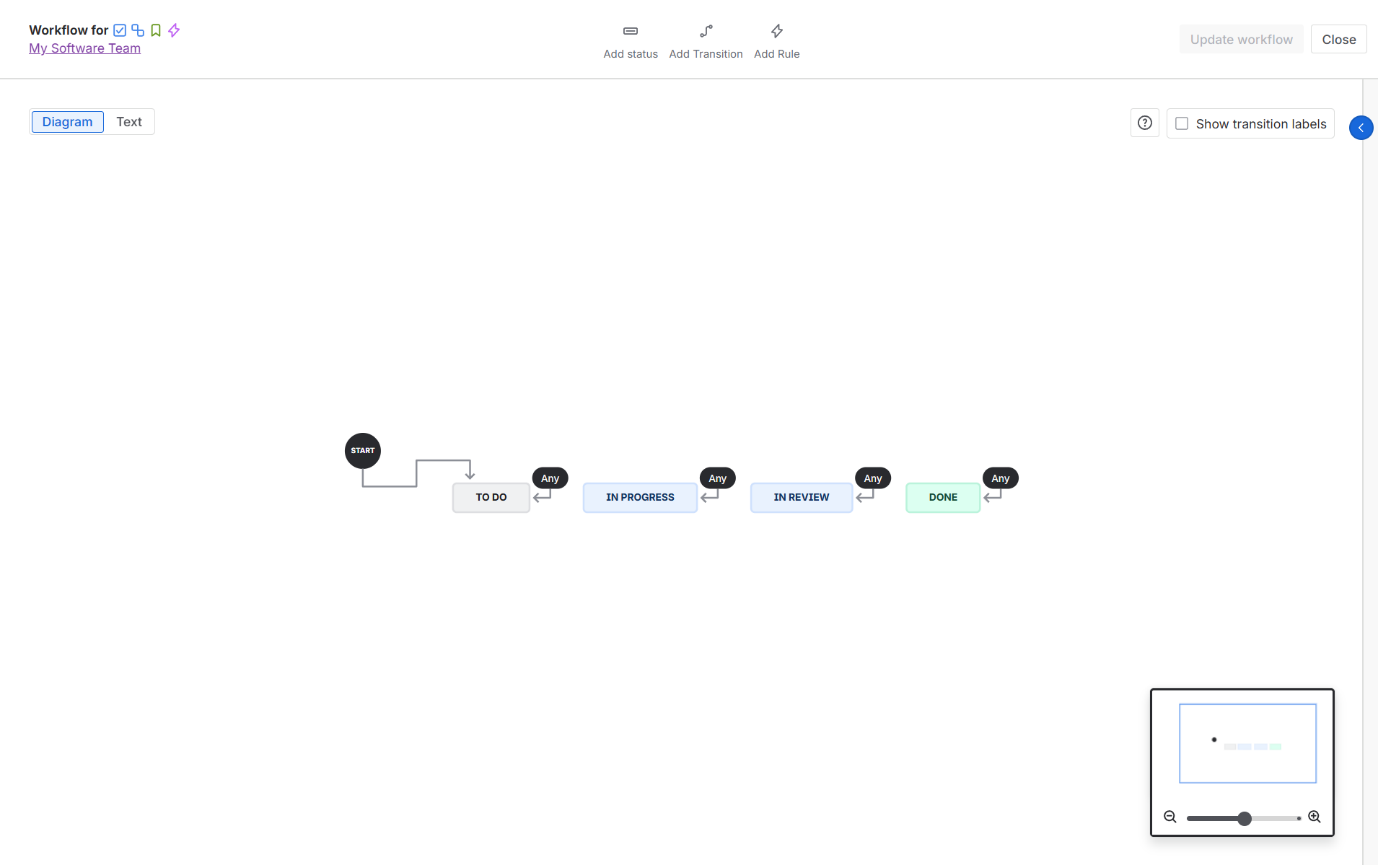 Workflow for
My Software Team
Add status
Add Transition
Add Rule
Update workflow
Close
Diagram
Text
Show transition labels
START
Any
Any
Any
Any
TO DO
IN PROGRESS
IN REVIEW
DONE